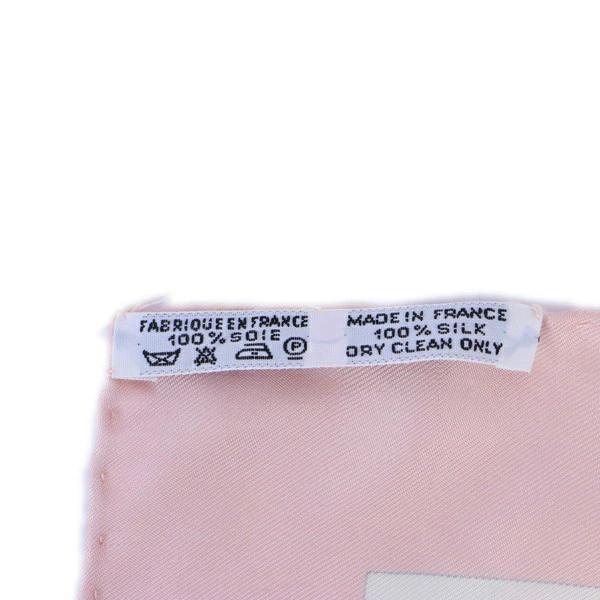 FABRIQUE EN FRANCE
100% SOIE
P
MADE IN FRANCE
100% SILK
DRY CLEAN ONLY